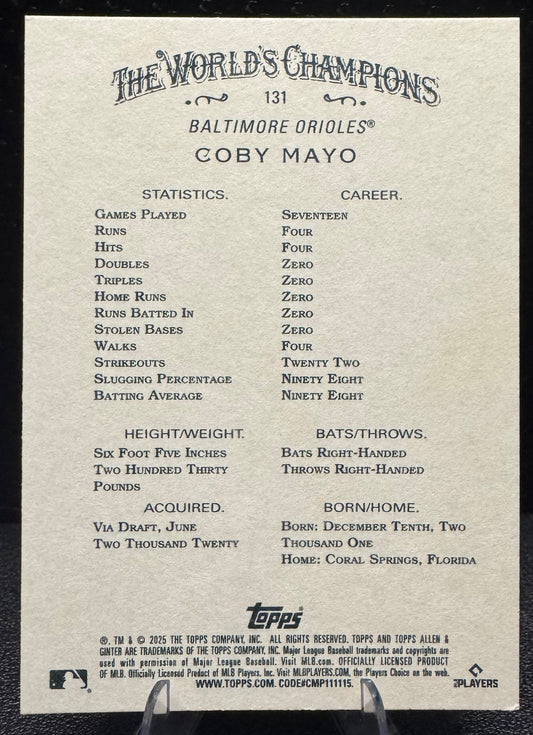 THE WORLD'S CHAMPIONS
131
BALTIMORE ORIOLES®
COBY MAYO
STATISTICS. CAREER.
GAMES PLAYED SEVENTEEN
RUNS FOUR
HITS FOUR
DOUBLES ZERO
TRIPLES ZERO
HOME RUNS ZERO
RUNS BATTED IN ZERO
STOLEN BASES ZERO
WALKS FOUR
STRIKEOUTS TWENTY TWO
SLUGGING PERCENTAGE NINETY EIGHT
BATTING AVERAGE NINETY EIGHT
HEIGHT/WEIGHT. BATS/THROWS.
SIX FOOT FIVE INCHES BATS RIGHT-HANDED
TWO HUNDRED THIRTY THROWS RIGHT-HANDED
POUNDS
ACQUIRED. BORN/HOME.
VIA DRAFT, JUNE BORN: DECEMBER TENTH, TWO
TWO THOUSAND TWENTY THOUSAND ONE
HOME: CORAL SPRINGS, FLORIDA
Topps
®, TM & © 2025 THE TOPPS COMPANY, INC. ALL RIGHTS RESERVED. TOPPS AND TOPPS ALLEN &
GINTER ARE TRADEMARKS OF THE TOPPS COMPANY, INC. Major League Baseball trademarks and copyrights are
used with permission of Major League Baseball. Visit MLB.com. OFFICIALLY LICENSED PRODUCT
OF MLB. Officially Licensed Product of MLB Players, Inc. Visit MLBPLAYERS.com, the Players Choice on the web.
WWW.TOPPS.COM. CODE#CMP111115.
PLAYERS